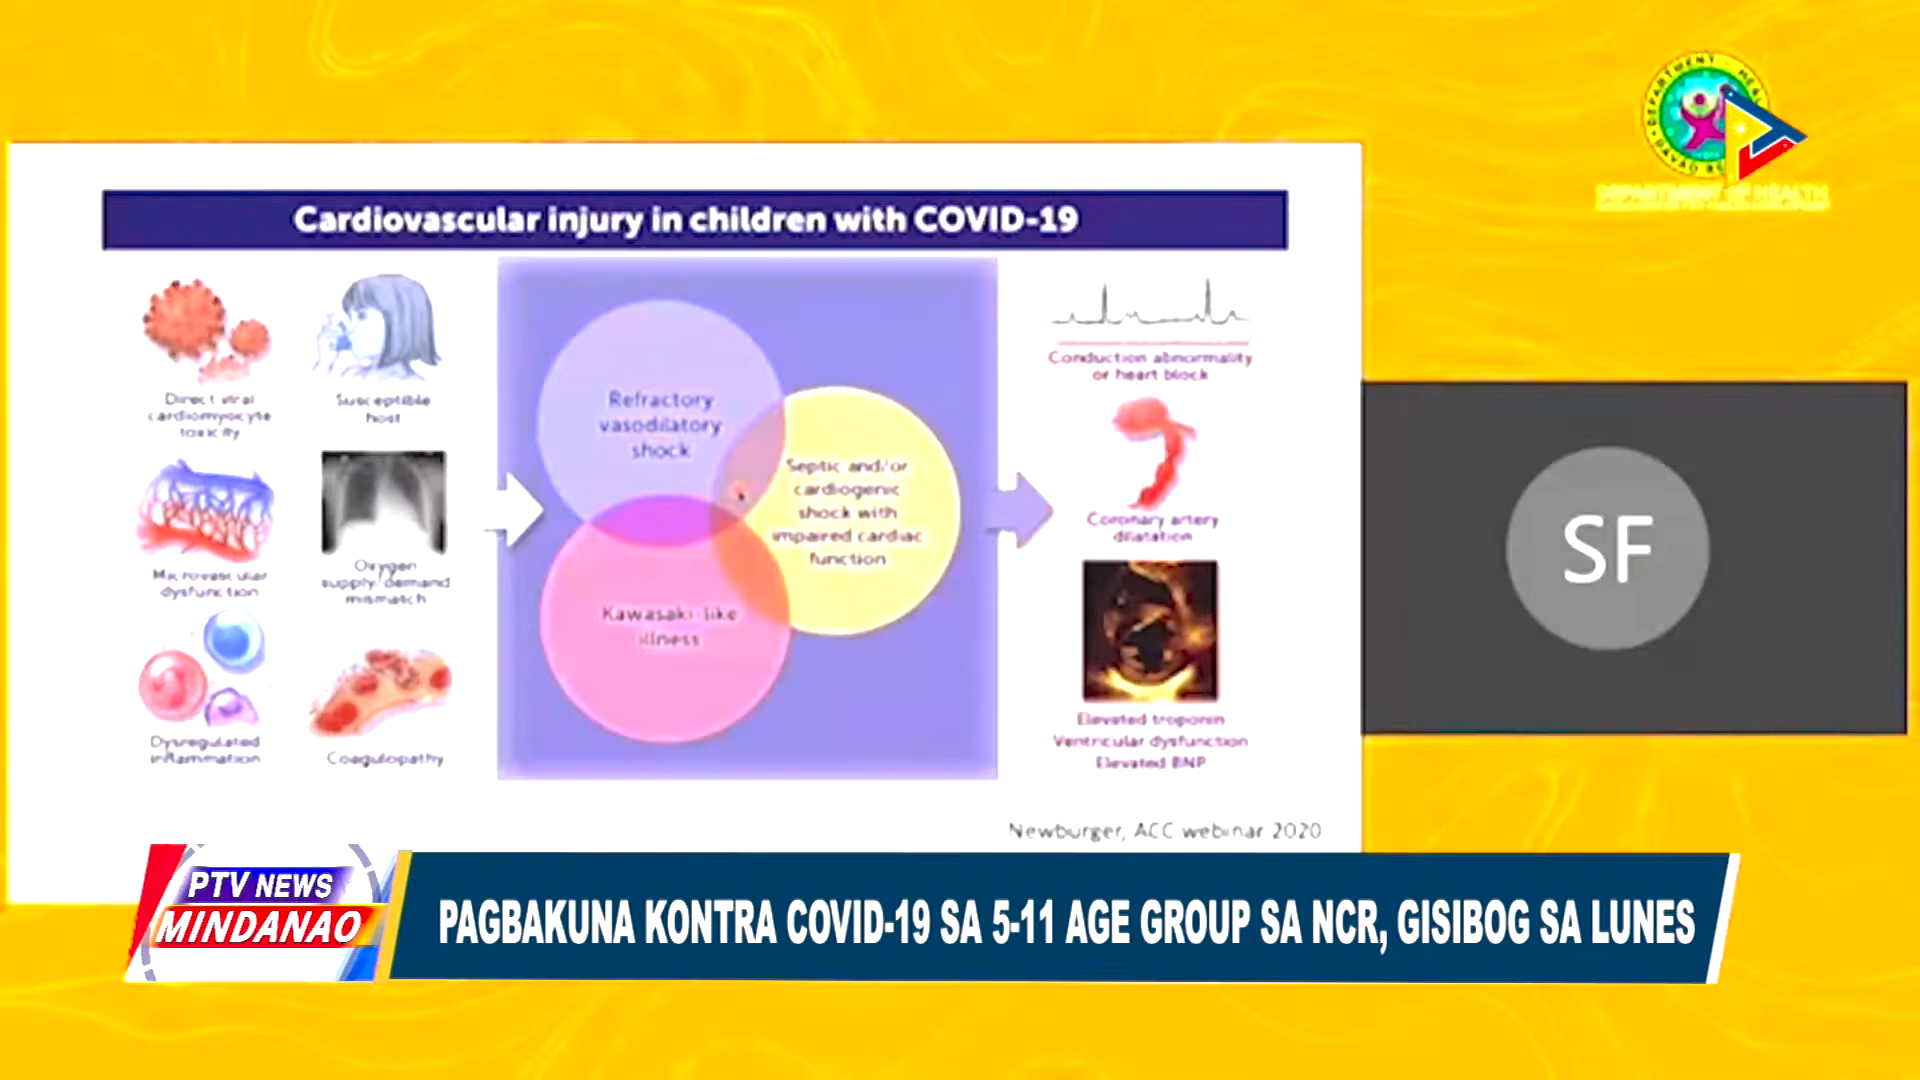 Cardiovascular injury in children with COVID-19
Direct viral
cardiomyocyte
toxicity
Susceptible
host
Microvascular
dysfunction
Oxygen
supply/demand
mismatch
Dysregulated
inflammation
Coagulopathy
Refractory
vasodilatory
shock
Septic and/or
cardiogenic
shock with
impaired cardiac
function
Kawasaki-like
illness
Conduction abnormality
or heart block
Coronary artery
dilatation
Elevated troponin
Ventricular dysfunction
Elevated BNP
Newburger, ACC webinar 2020
DEPARTMENT OF HEALTH
SF
PTV NEWS
MINDANAO
PAGBAKUNA KONTRA COVID-19 SA 5-11 AGE GROUP SA NCR, GISIBOG SA LUNES